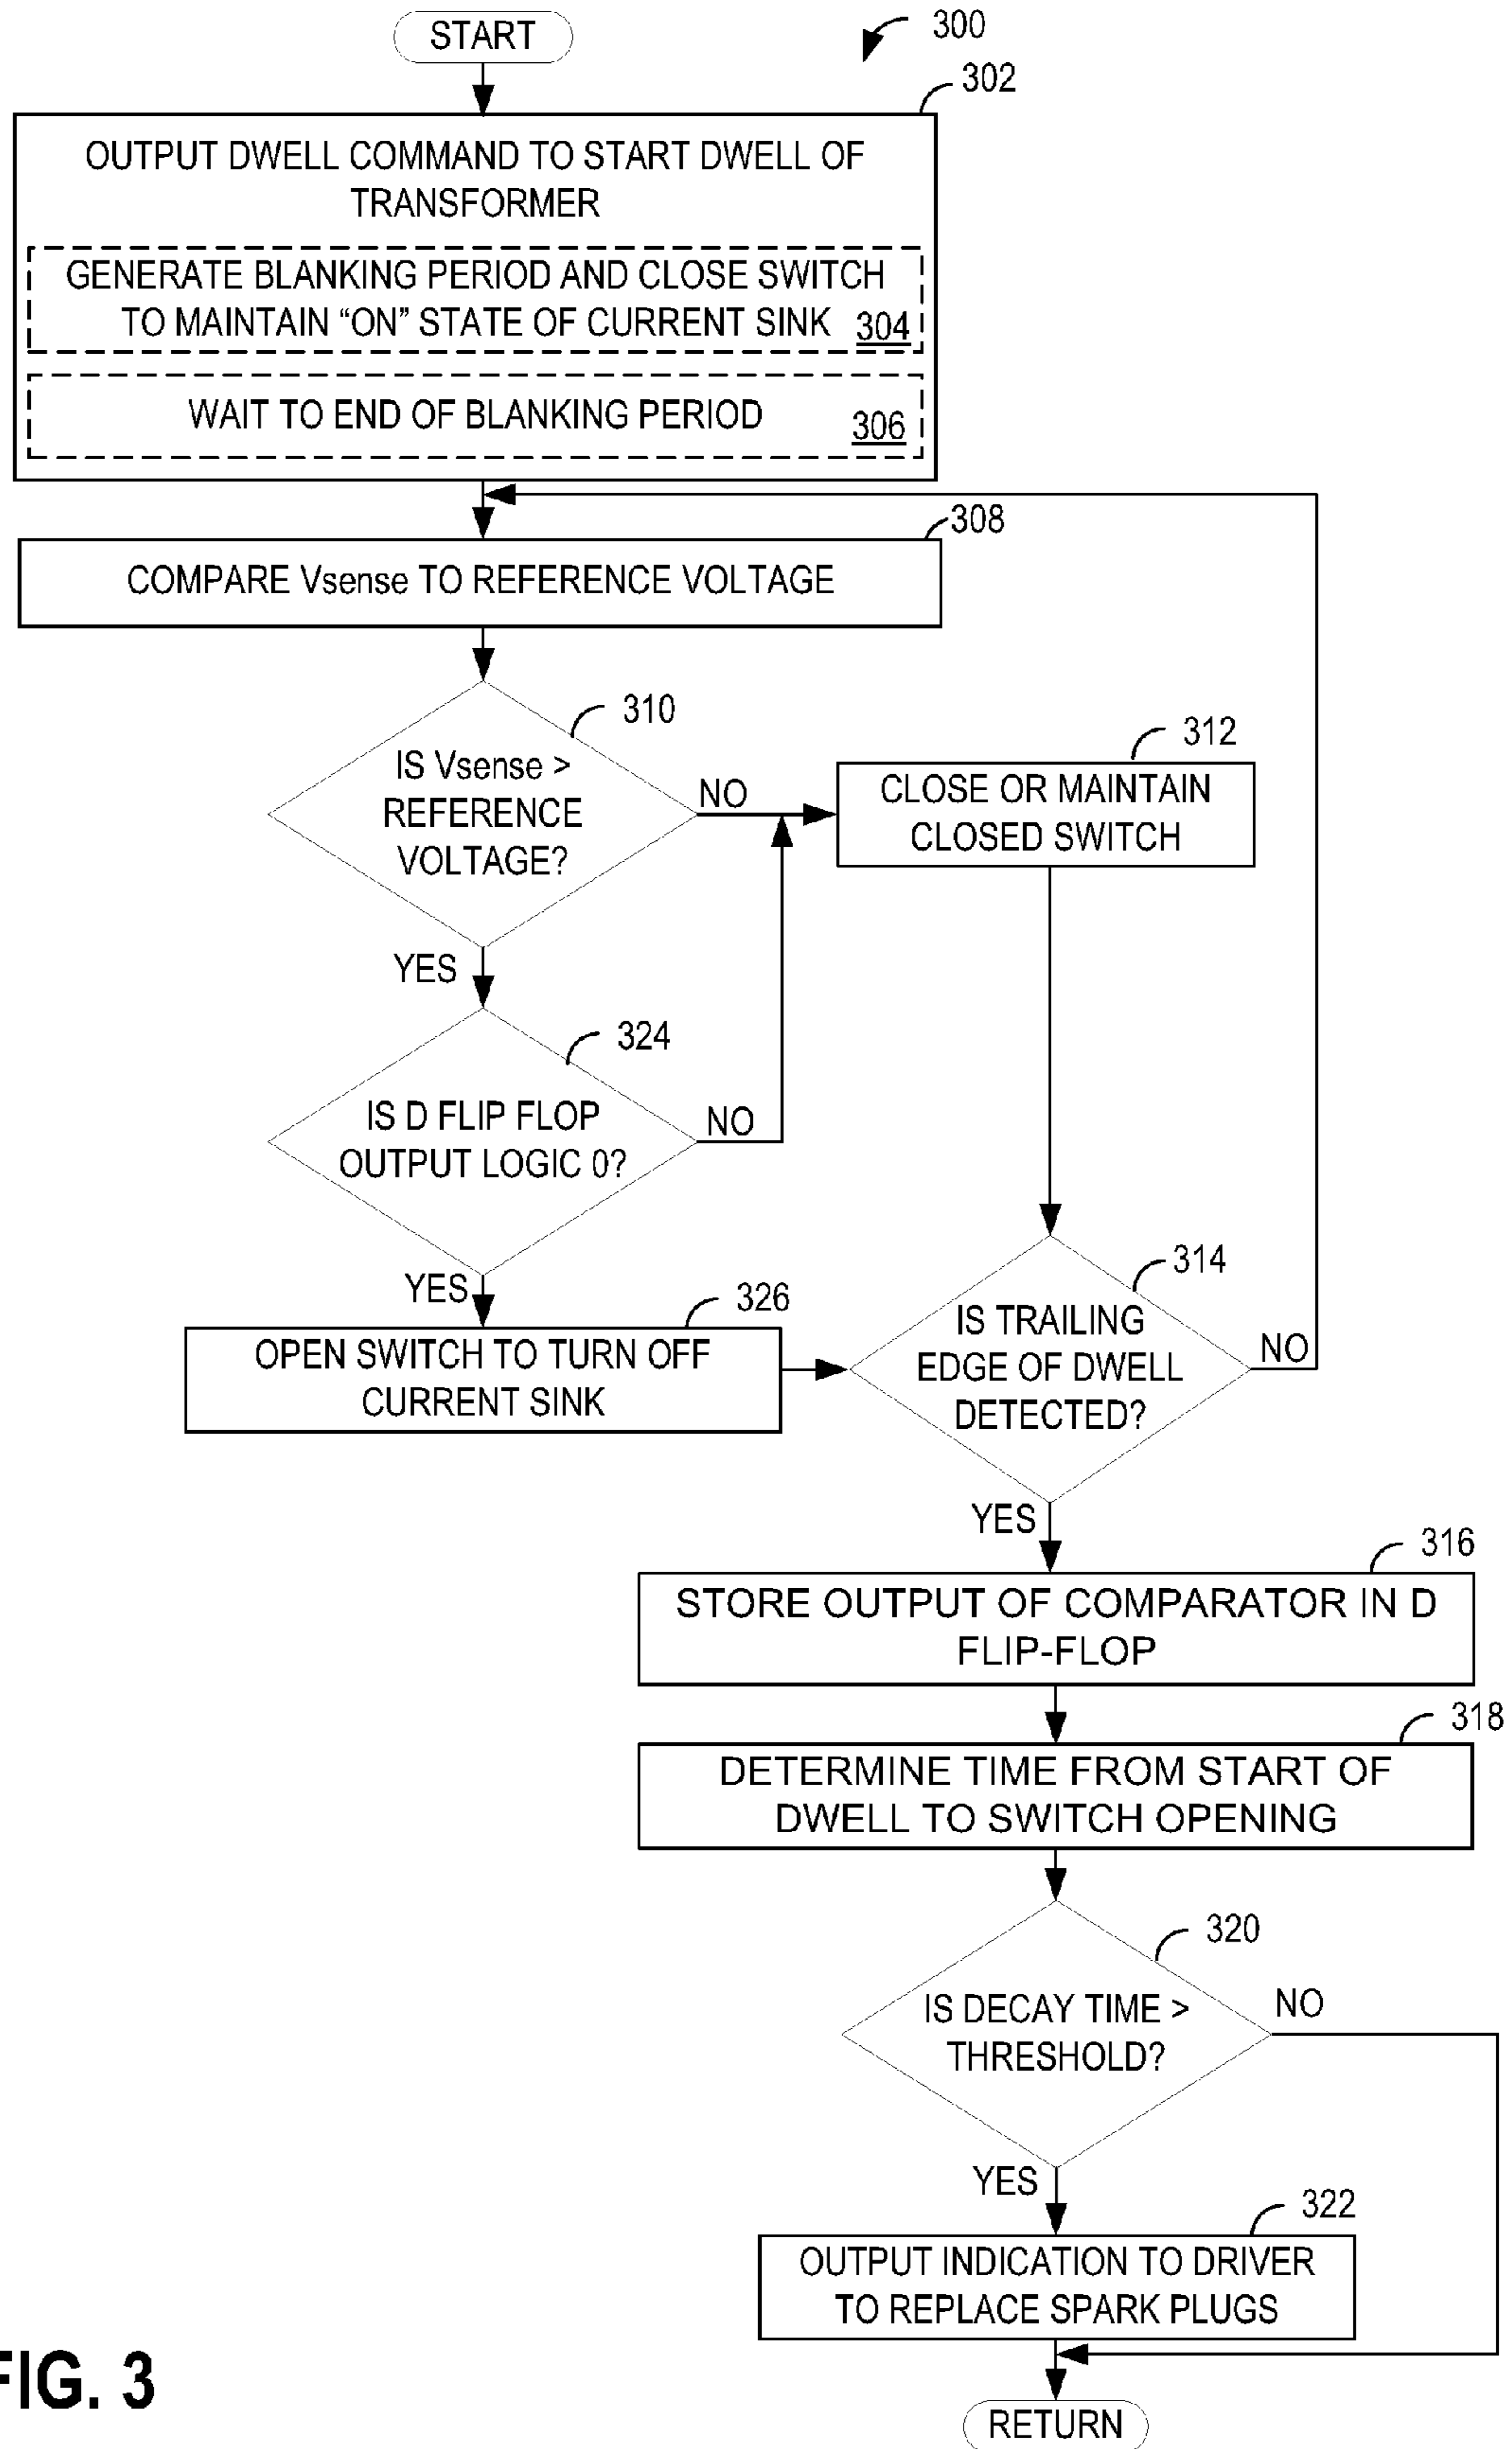 START
300
302
OUTPUT DWELL COMMAND TO START DWELL OF
TRANSFORMER
GENERATE BLANKING PERIOD AND CLOSE SWITCH
TO MAINTAIN “ON” STATE OF CURRENT SINK 304
WAIT TO END OF BLANKING PERIOD 306
308
COMPARE Vsense TO REFERENCE VOLTAGE
310
IS Vsense >
REFERENCE
VOLTAGE?
NO
312
CLOSE OR MAINTAIN
CLOSED SWITCH
YES
324
IS D FLIP FLOP
OUTPUT LOGIC 0?
NO
YES
326
OPEN SWITCH TO TURN OFF
CURRENT SINK
314
IS TRAILING
EDGE OF DWELL
DETECTED?
NO
YES
316
STORE OUTPUT OF COMPARATOR IN D
FLIP-FLOP
318
DETERMINE TIME FROM START OF
DWELL TO SWITCH OPENING
320
IS DECAY TIME >
THRESHOLD?
NO
YES
322
OUTPUT INDICATION TO DRIVER
TO REPLACE SPARK PLUGS
RETURN
FIG. 3